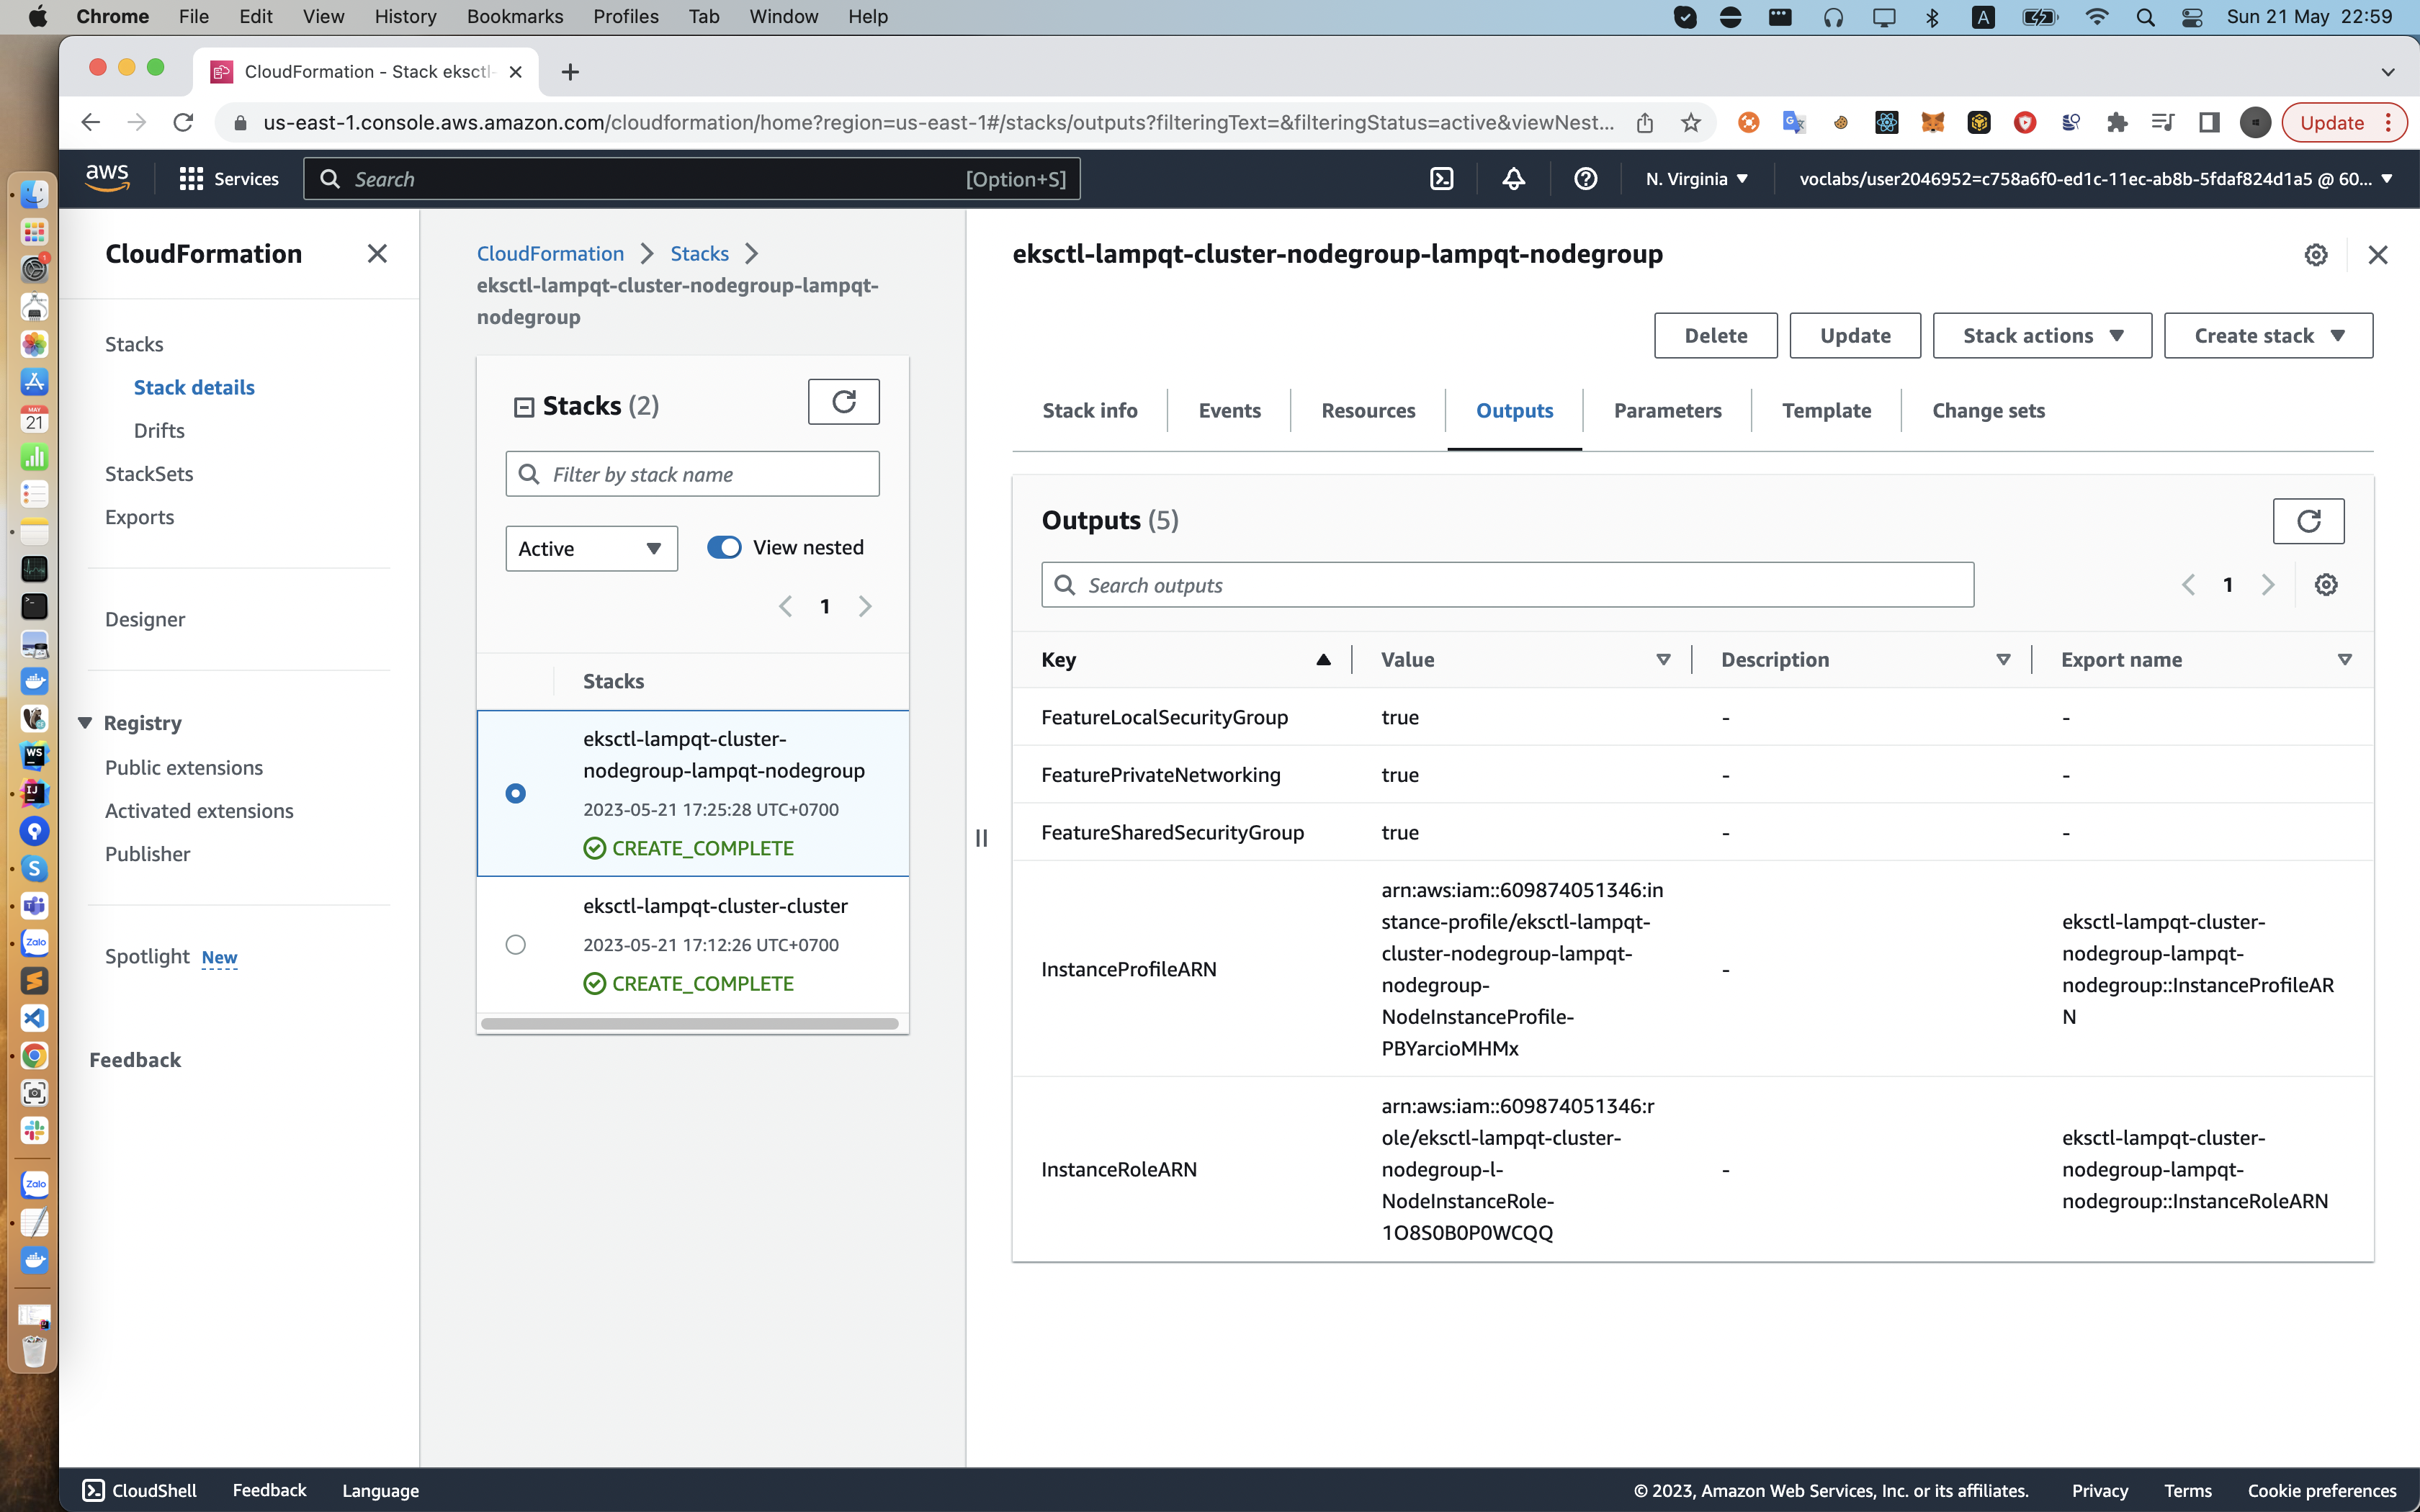 Chrome File Edit View History Bookmarks Profiles Tab Window Help
A
Sun 21 May 22:59
CloudFormation - Stack eksctl-
us-east-1.console.aws.amazon.com/cloudformation/home?region=us-east-1#/stacks/outputs?filteringText=&filteringStatus=active&viewNest...
Update
aws
Services
Search
[Option+S]
N. Virginia
voclabs/user2046952=c758a6f0-ed1c-11ec-ab8b-5fdaf824d1a5 @ 60...
CloudFormation
Stacks
Stack details
Drifts
StackSets
Exports
Designer
Registry
Public extensions
Activated extensions
Publisher
Spotlight New
Feedback
CloudFormation
Stacks
eksctl-lampqt-cluster-nodegroup-lampqt-
nodegroup
Stacks (2)
Filter by stack name
Active
View nested
1
Stacks
eksctl-lampqt-cluster-
nodegroup-lampqt-nodegroup
2023-05-21 17:25:28 UTC+0700
CREATE_COMPLETE
eksctl-lampqt-cluster-cluster
2023-05-21 17:12:26 UTC+0700
CREATE_COMPLETE
eksctl-lampqt-cluster-nodegroup-lampqt-nodegroup
Delete
Update
Stack actions
Create stack
Stack info
Events
Resources
Outputs
Parameters
Template
Change sets
Outputs (5)
Search outputs
1
Key Value Description Export name
FeatureLocalSecurityGroup true - -
FeaturePrivateNetworking true - -
FeatureSharedSecurityGroup true - -
InstanceProfileARN
arn:aws:iam::609874051346:in
stance-profile/eksctl-lampqt-
cluster-nodegroup-lampqt-
nodegroup-
NodeInstanceProfile-
PBYarcioMHMx
-
eksctl-lampqt-cluster-
nodegroup-lampqt-
nodegroup::InstanceProfileAR
N
InstanceRoleARN
arn:aws:iam::609874051346:r
ole/eksctl-lampqt-cluster-
nodegroup-l-
NodeInstanceRole-
1O8S0B0P0WCQQ
-
eksctl-lampqt-cluster-
nodegroup-lampqt-
nodegroup::InstanceRoleARN
MAY
21
WS
IJ
S
Zalo
Zalo
CloudShell
Feedback
Language
© 2023, Amazon Web Services, Inc. or its affiliates.
Privacy
Terms
Cookie preferences